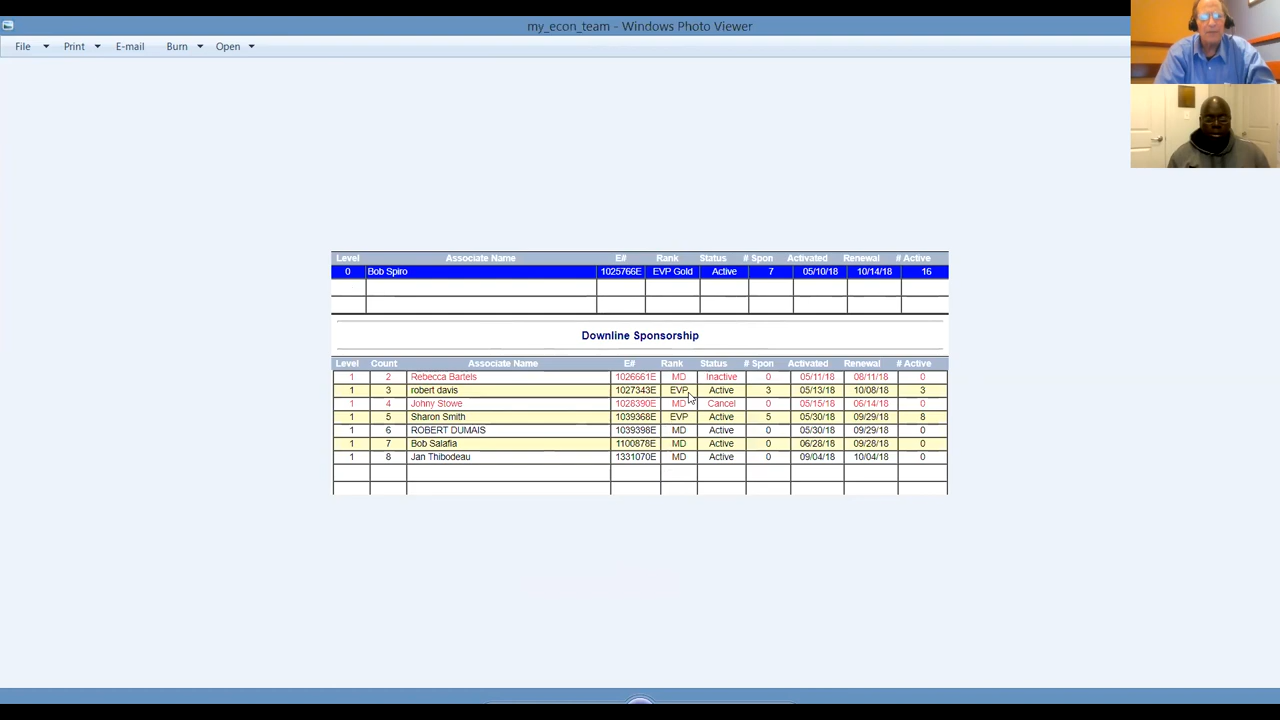 my_econ_team - Windows Photo Viewer
File Print E-mail Burn Open
Level Associate Name E# Rank Status # Spon Activated Renewal # Active
0 Bob Spiro 1025766E EVP Gold Active 7 05/10/18 10/14/18 16
Downline Sponsorship
Level Count Associate Name E# Rank Status # Spon Activated Renewal # Active
1 2 Rebecca Bartels 1026661E MD Inactive 0 05/11/18 08/11/18 0
1 3 robert davis 1027343E EVP Active 3 05/13/18 10/08/18 3
1 4 Johny Stowe 1028390E MD Cancel 0 05/15/18 06/14/18 0
1 5 Sharon Smith 1039368E EVP Active 5 05/30/18 09/29/18 8
1 6 ROBERT DUMAIS 1039398E MD Active 0 05/30/18 09/29/18 0
1 7 Bob Salafia 1100878E MD Active 0 06/28/18 09/28/18 0
1 8 Jan Thibodeau 1331070E MD Active 0 09/04/18 10/04/18 0